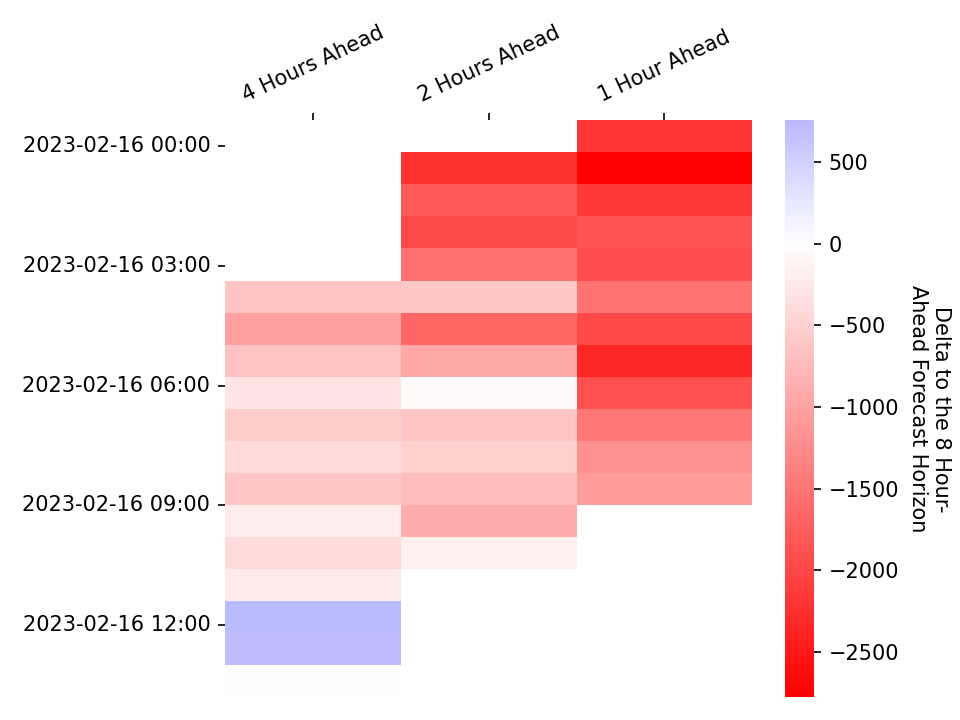 4 Hours Ahead
2 Hours Ahead
1 Hour Ahead
2023-02-16 00:00
2023-02-16 03:00
2023-02-16 06:00
2023-02-16 09:00
2023-02-16 12:00
500
0
−500
−1000
−1500
−2000
−2500
Delta to the 8 Hour-
Ahead Forecast Horizon